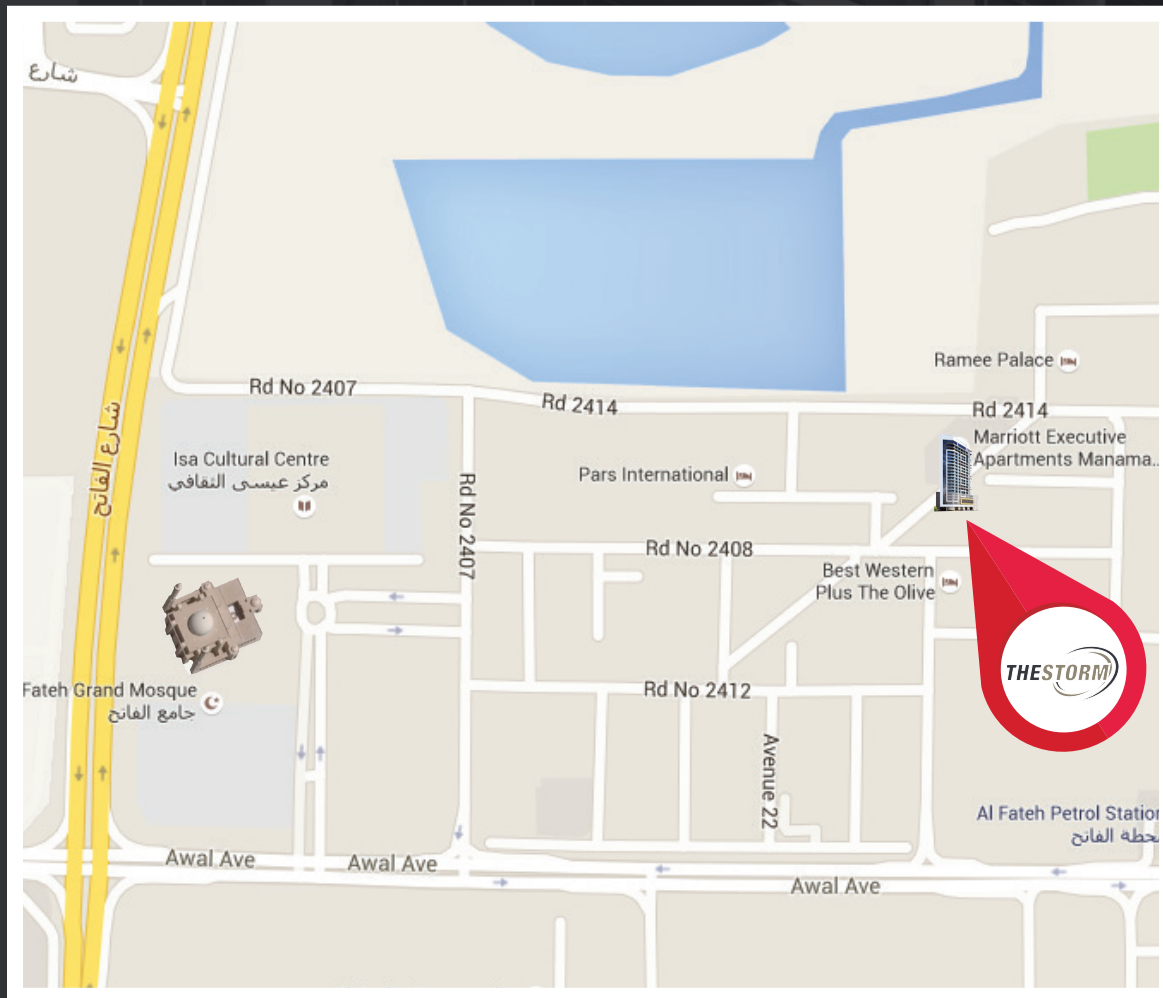 شارع
Ramee Palace
Rd No 2407
Rd 2414
Rd 2414
شارع الفاتح
Marriott Executive
Apartments Manama...
Isa Cultural Centre
مركز عيسى الثقافي
Pars International
Rd No 2407
Rd No 2408
Best Western
Plus The Olive
THESTORM
Fateh Grand Mosque
جامع الفاتح
Rd No 2412
Avenue 22
Al Fateh Petrol Station
محطة الفاتح
Awal Ave
Awal Ave
Awal Ave